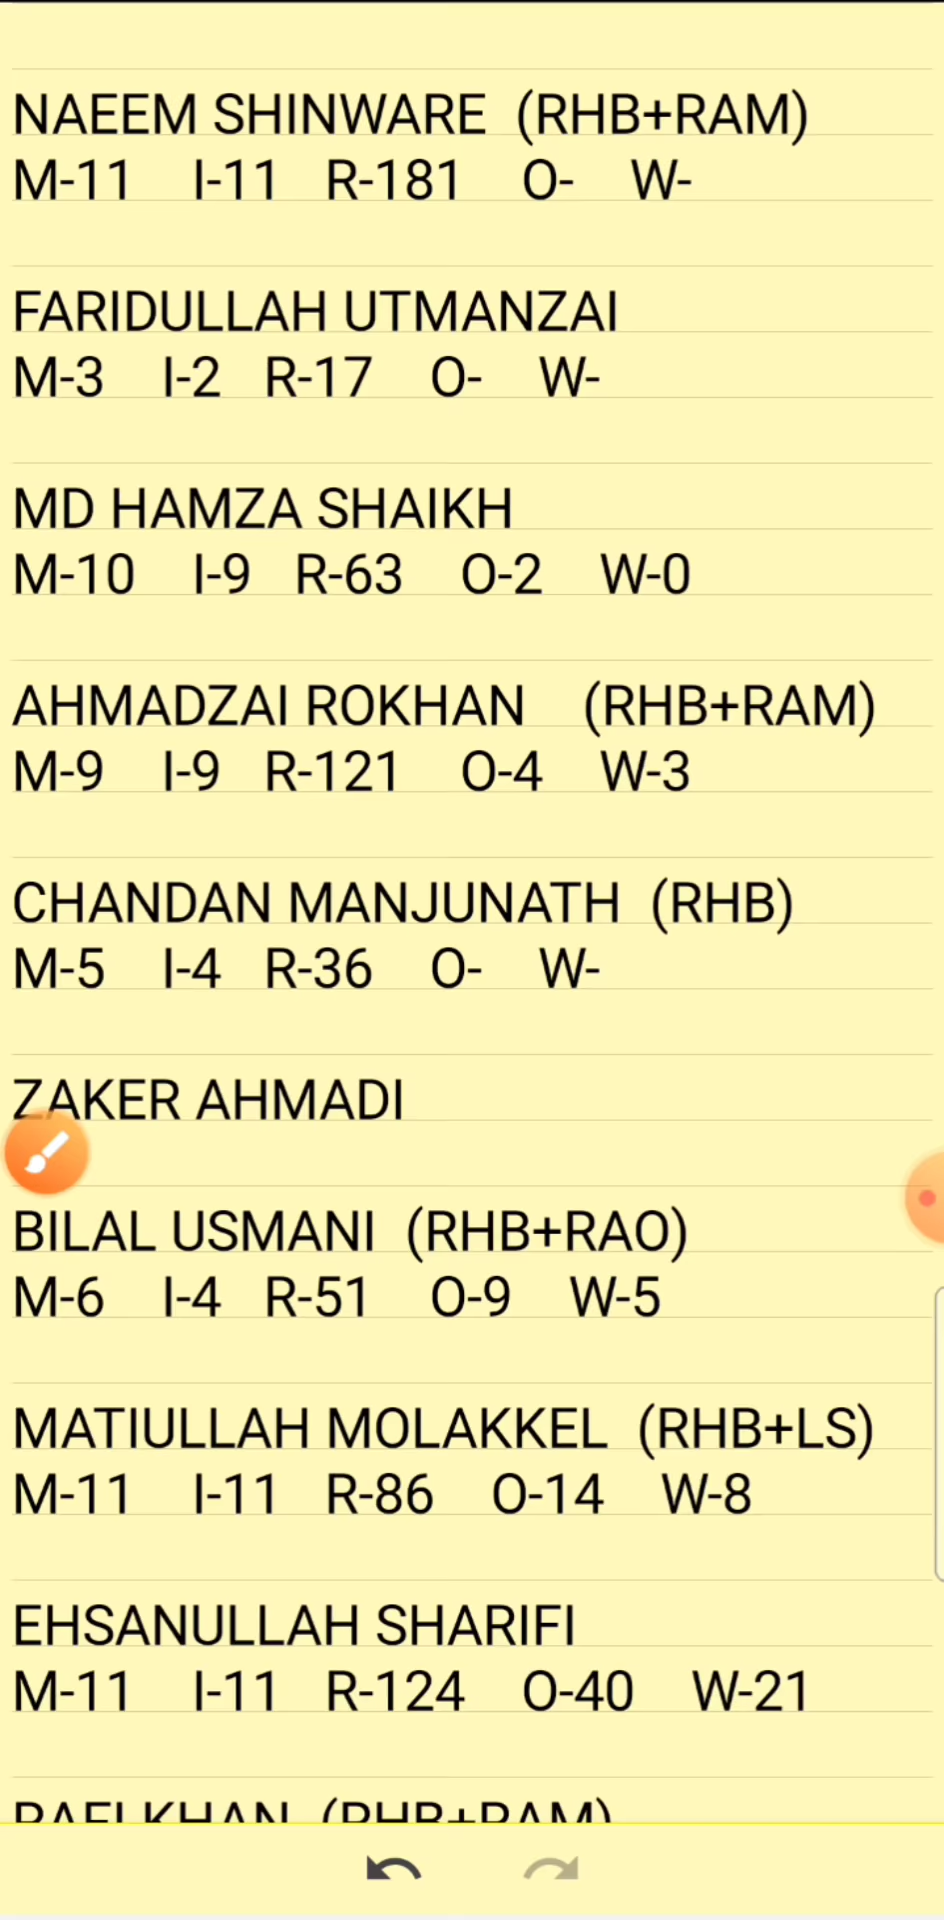 NAEEM SHINWARE (RHB+RAM)
M-11 I-11 R-181 O- W-
FARIDULLAH UTMANZAI
M-3 I-2 R-17 O- W-
MD HAMZA SHAIKH
M-10 I-9 R-63 O-2 W-0
AHMADZAI ROKHAN (RHB+RAM)
M-9 I-9 R-121 O-4 W-3
CHANDAN MANJUNATH (RHB)
M-5 I-4 R-36 O- W-
ZAKER AHMADI
BILAL USMANI (RHB+RAO)
M-6 I-4 R-51 O-9 W-5
MATIULLAH MOLAKKEL (RHB+LS)
M-11 I-11 R-86 O-14 W-8
EHSANULLAH SHARIFI
M-11 I-11 R-124 O-40 W-21
KHAN (RHB+RAM)